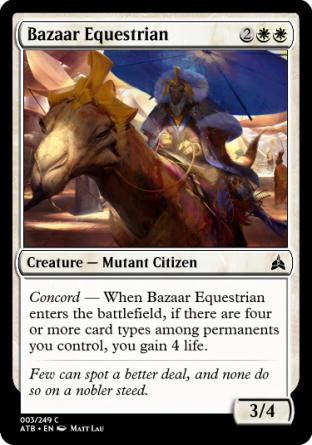 Bazaar Equestrian 2
Creature — Mutant Citizen
Concord — When Bazaar Equestrian
enters the battlefield, if there are four
or more card types among permanents
you control, you gain 4 life.
Few can spot a better deal, and none do
so on a nobler steed.
3/4
003/249 C
ATB • EN Matt Lau